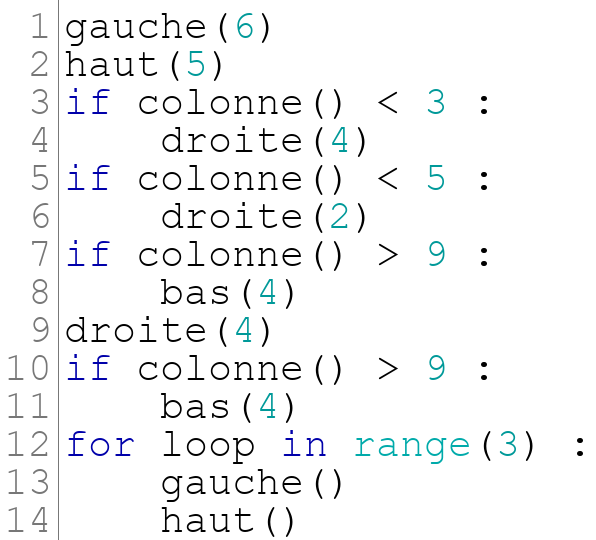 1 gauche(6)
2 haut(5)
3 if colonne() < 3 :
4     droite(4)
5 if colonne() < 5 :
6     droite(2)
7 if colonne() > 9 :
8     bas(4)
9 droite(4)
10 if colonne() > 9 :
11     bas(4)
12 for loop in range(3) :
13     gauche()
14     haut()